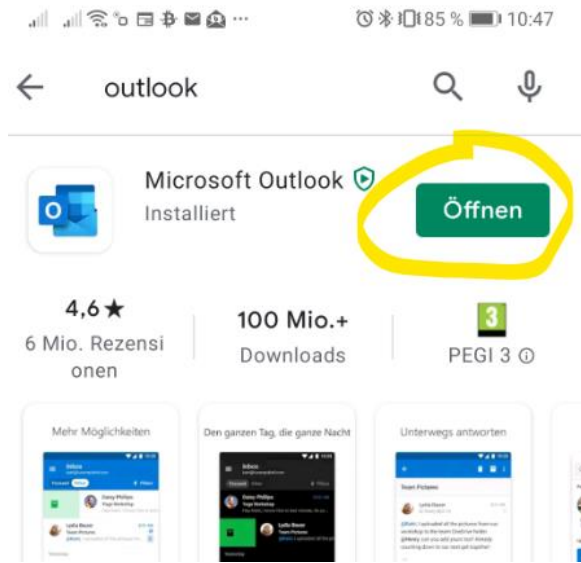 85 % 10:47
outlook
Microsoft Outlook
Installiert
Öffnen
4,6★
6 Mio. Rezensi
onen
100 Mio.+
Downloads
3
PEGI 3
Mehr Möglichkeiten
Den ganzen Tag, die ganze Nacht
Unterwegs antworten